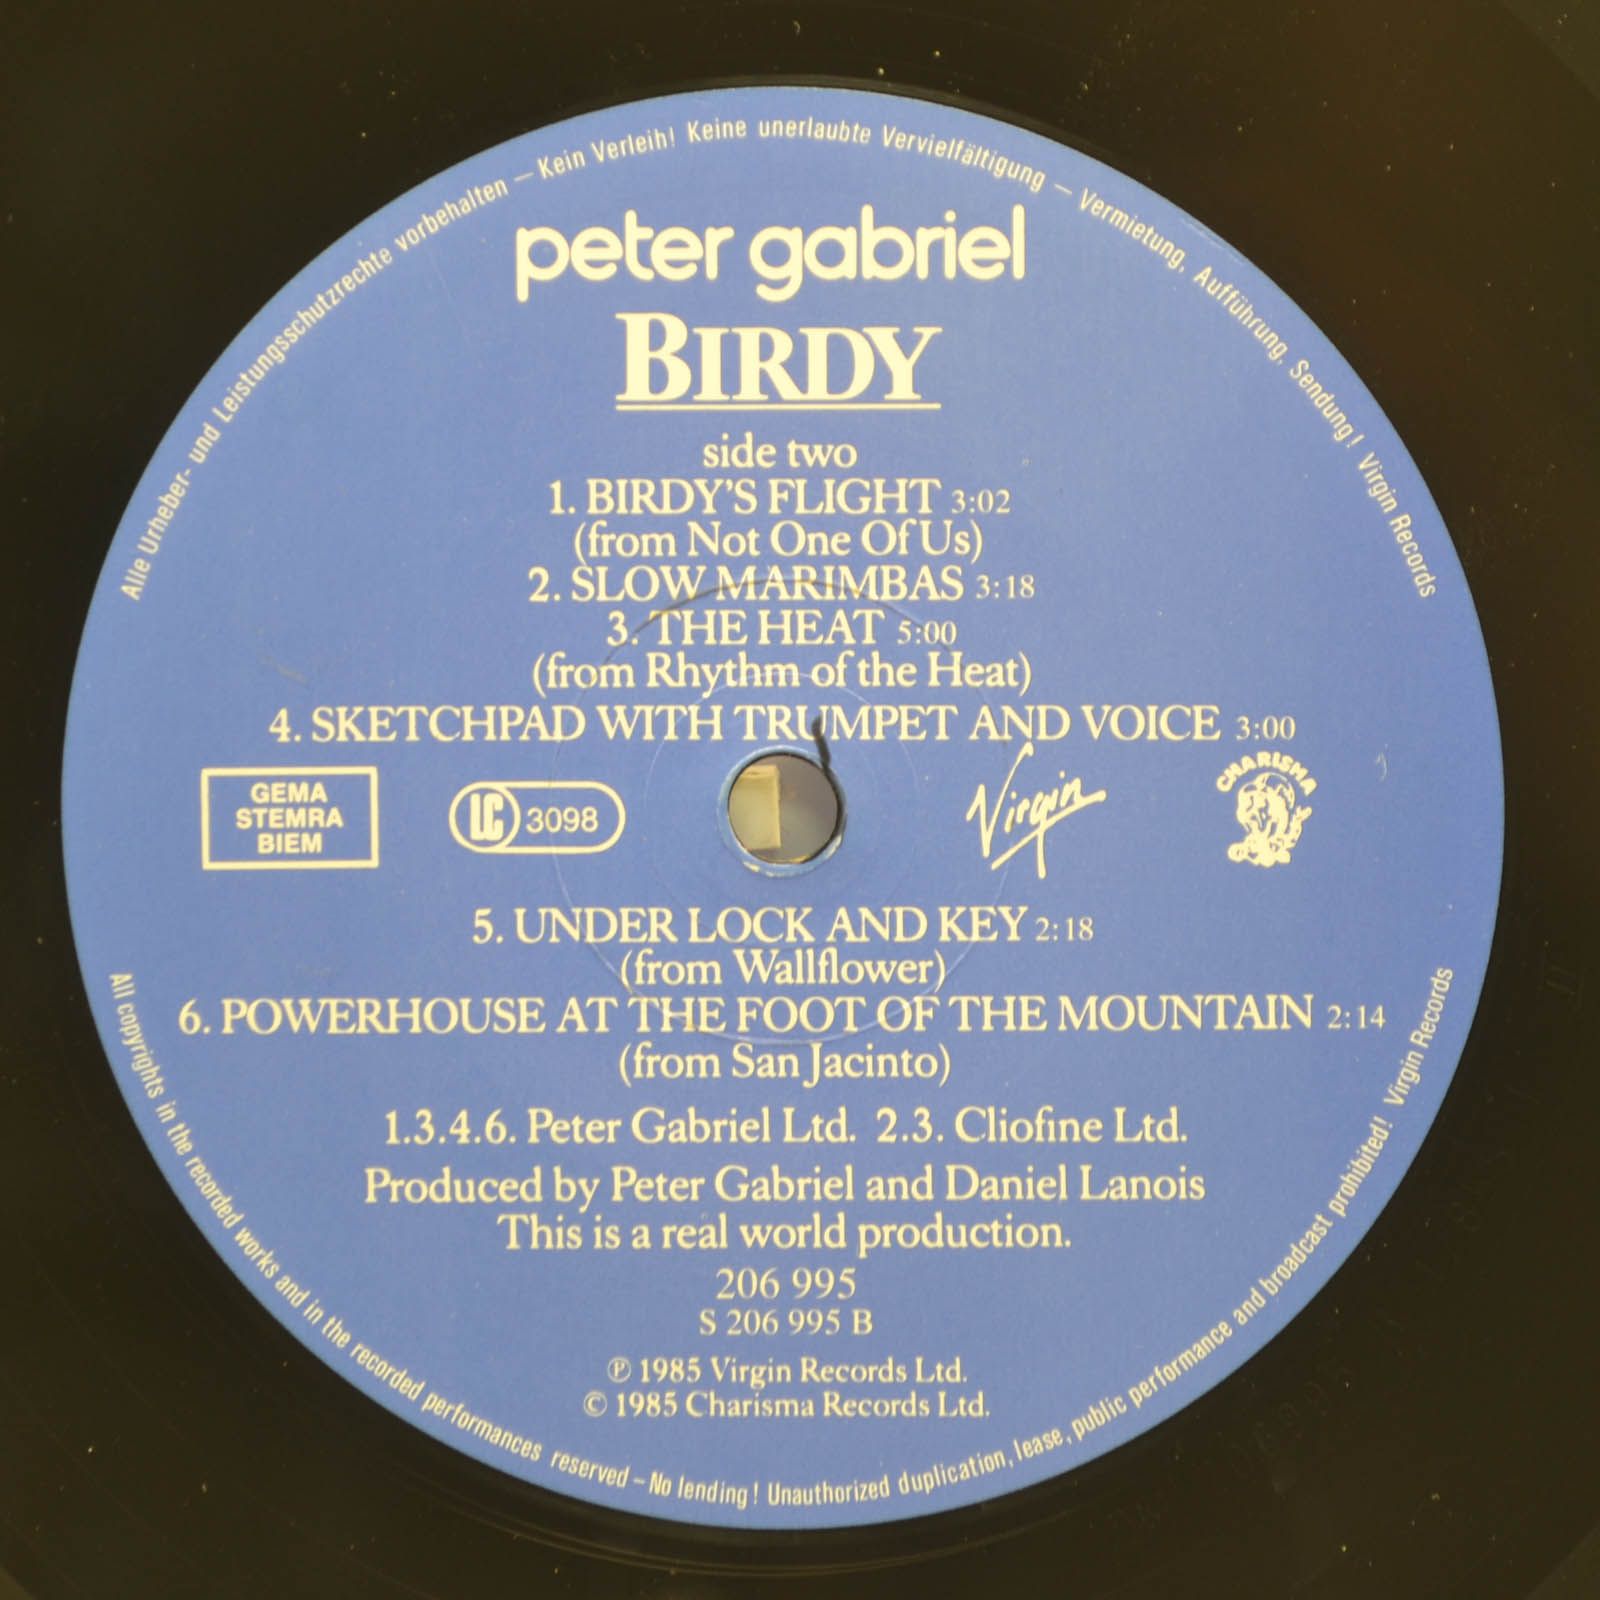 Alle Urheber- und Leistungsschutzrechte vorbehalten – Kein Verleih! Keine unerlaubte Vervielfältigung – Vermietung, Aufführung, Sendung! Virgin Records
peter gabriel
BIRDY
side two
1. BIRDY'S FLIGHT 3:02
(from Not One Of Us)
2. SLOW MARIMBAS 3:18
3. THE HEAT 5:00
(from Rhythm of the Heat)
4. SKETCHPAD WITH TRUMPET AND VOICE 3:00
GEMA
STEMRA
BIEM
LC 3098
Virgin
CHARISMA
5. UNDER LOCK AND KEY 2:18
(from Wallflower)
6. POWERHOUSE AT THE FOOT OF THE MOUNTAIN 2:14
(from San Jacinto)
1.3.4.6. Peter Gabriel Ltd. 2.3. Cliofine Ltd.
Produced by Peter Gabriel and Daniel Lanois
This is a real world production.
206 995
S 206 995 B
℗ 1985 Virgin Records Ltd.
© 1985 Charisma Records Ltd.
All copyrights in the recorded works and in the recorded performances reserved – No lending! Unauthorized duplication, lease, public performance and broadcast prohibited! Virgin Records